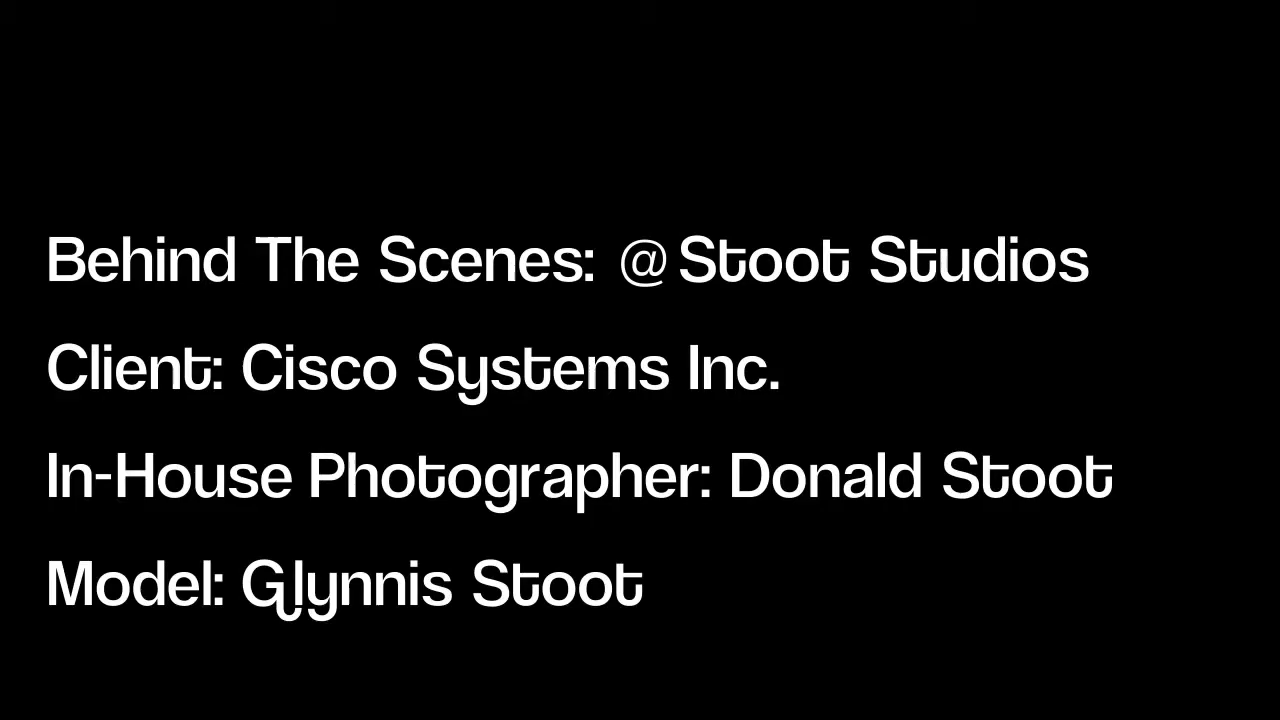 Behind The Scenes: @ Stoot Studios
Client: Cisco Systems Inc.
In-House Photographer: Donald Stoot
Model: Glynnis Stoot